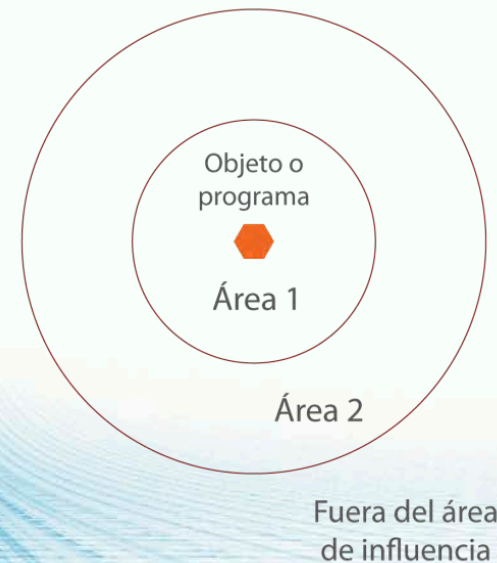 Objeto o
programa
Área 1
Área 2
Fuera del área
de influencia